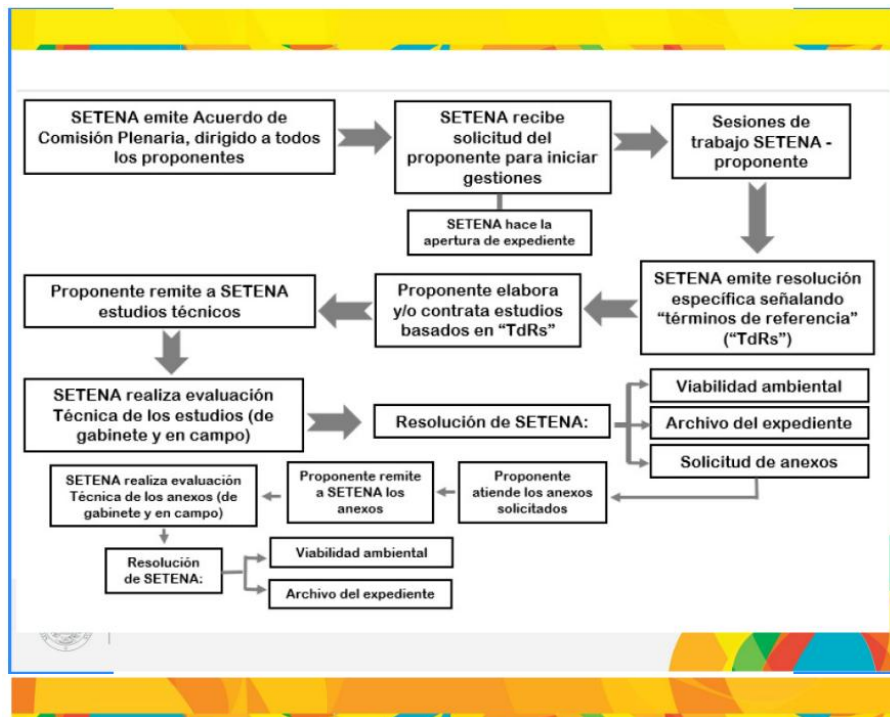 SETENA emite Acuerdo de
Comisión Plenaria, dirigido a todos
los proponentes
SETENA recibe
solicitud del
proponente para iniciar
gestiones
Sesiones de
trabajo SETENA -
proponente
SETENA hace la
apertura de expediente
SETENA emite resolución
específica señalando
“términos de referencia”
(“TdRs”)
Proponente elabora
y/o contrata estudios
basados en “TdRs”
Proponente remite a SETENA
estudios técnicos
SETENA realiza evaluación
Técnica de los estudios (de
gabinete y en campo)
Resolución de SETENA:
Viabilidad ambiental
Archivo del expediente
Solicitud de anexos
Proponente
atiende los anexos
solicitados
Proponente remite
a SETENA los
anexos
SETENA realiza evaluación
Técnica de los anexos (de
gabinete y en campo)
Resolución
de SETENA:
Viabilidad ambiental
Archivo del expediente